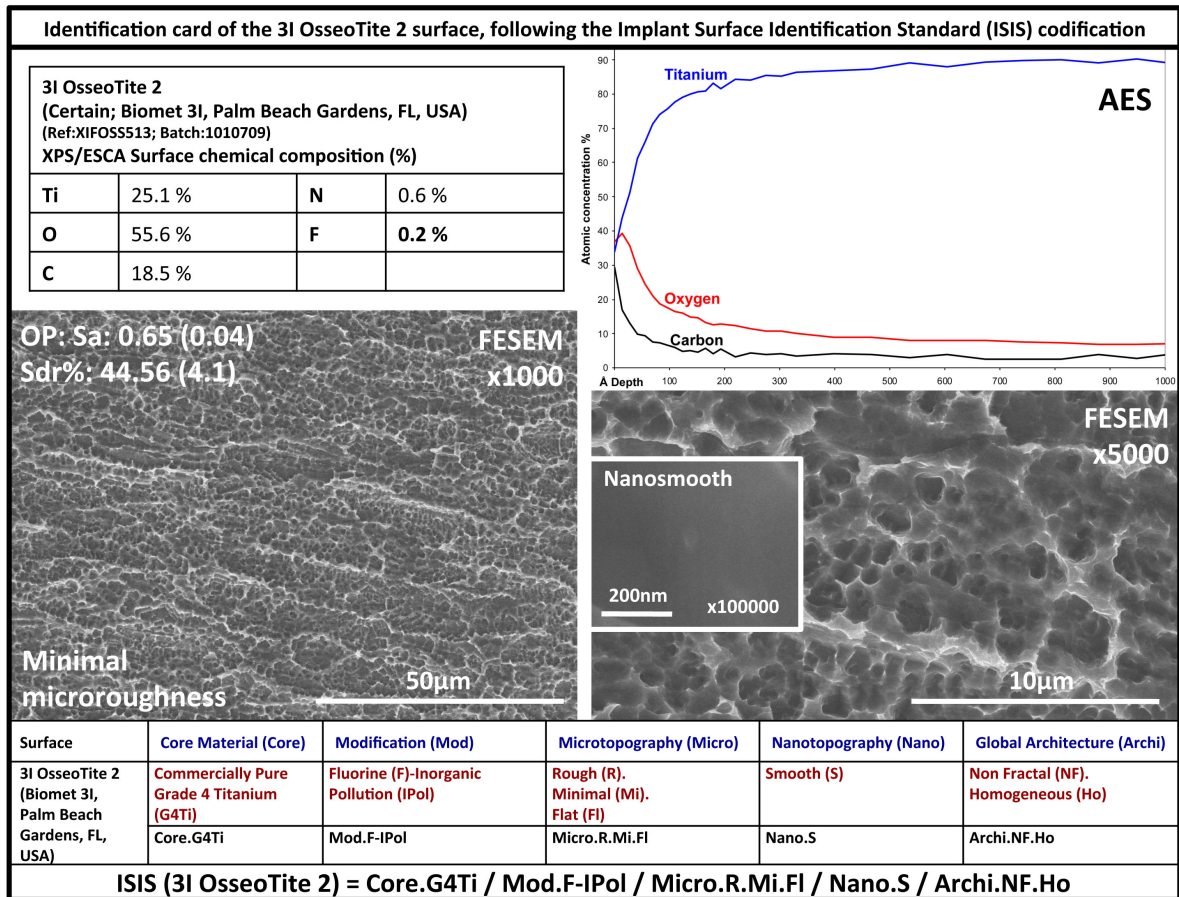 Identification card of the 3I OsseoTite 2 surface, following the Implant Surface Identification Standard (ISIS) codification
3I OsseoTite 2
(Certain; Biomet 3I, Palm Beach Gardens, FL, USA)
(Ref:XIFOSS513; Batch:1010709)
XPS/ESCA Surface chemical composition (%)
Ti 25.1 % N 0.6 %
O 55.6 % F 0.2 %
C 18.5 %
AES
Atomic concentration %
90
80
70
60
50
40
30
20
10
0
Titanium
Oxygen
Carbon
Å Depth 100 200 300 400 500 600 700 800 900 1000
OP: Sa: 0.65 (0.04)
Sdr%: 44.56 (4.1)
FESEM
x1000
Minimal
microroughness
50µm
FESEM
x5000
Nanosmooth
200nm
x100000
10µm
Surface Core Material (Core) Modification (Mod) Microtopography (Micro) Nanotopography (Nano) Global Architecture (Archi)
3I OsseoTite 2
(Biomet 3I,
Palm Beach
Gardens, FL,
USA)
Commercially Pure
Grade 4 Titanium
(G4Ti)
Fluorine (F)-Inorganic
Pollution (IPol)
Rough (R).
Minimal (Mi).
Flat (Fl)
Smooth (S)
Non Fractal (NF).
Homogeneous (Ho)
Core.G4Ti Mod.F-IPol Micro.R.Mi.Fl Nano.S Archi.NF.Ho
ISIS (3I OsseoTite 2) = Core.G4Ti / Mod.F-IPol / Micro.R.Mi.Fl / Nano.S / Archi.NF.Ho